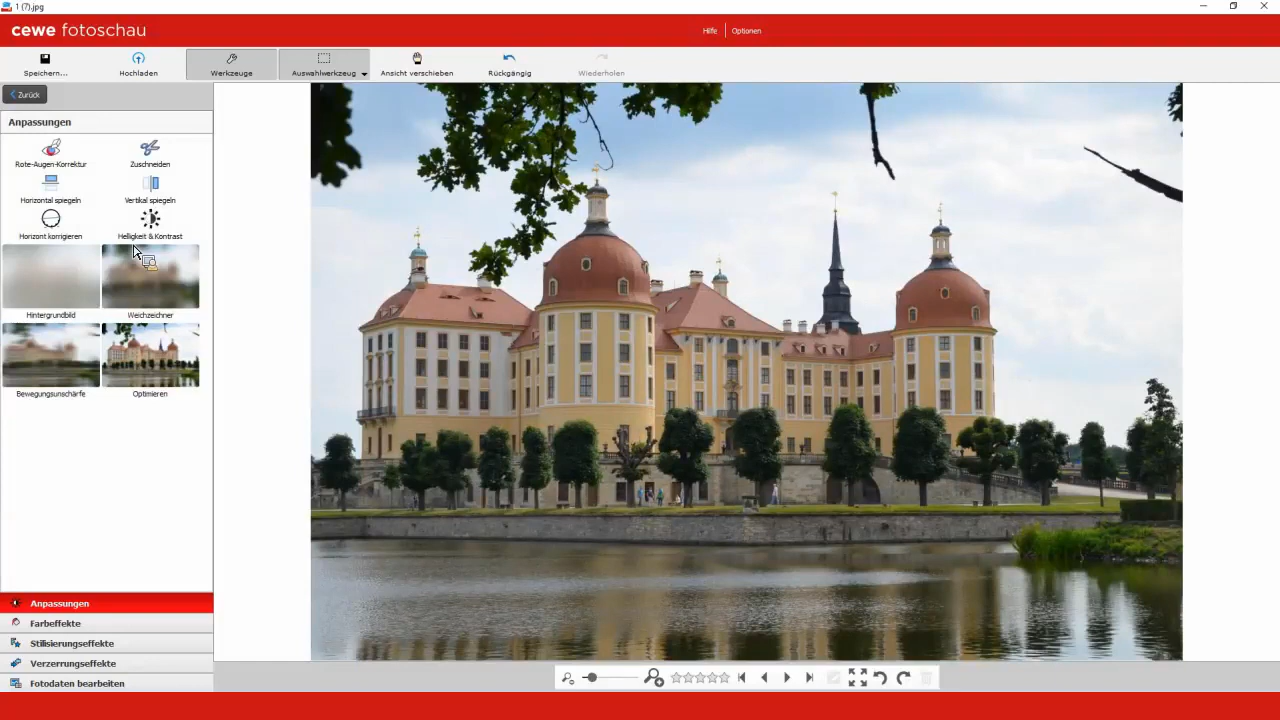 1 (7).jpg
cewe fotoschau
Hilfe
Optionen
Speichern...
Hochladen
Werkzeuge
Auswahlwerkzeug
Ansicht verschieben
Rückgängig
Wiederholen
Zurück
Anpassungen
Rote-Augen-Korrektur
Zuschneiden
Horizontal spiegeln
Vertikal spiegeln
Horizont korrigieren
Helligkeit & Kontrast
Hintergrundbild
Weichzeichner
Bewegungsunschärfe
Optimieren
Anpassungen
Farbeffekte
Stilisierungseffekte
Verzerrungseffekte
Fotodaten bearbeiten